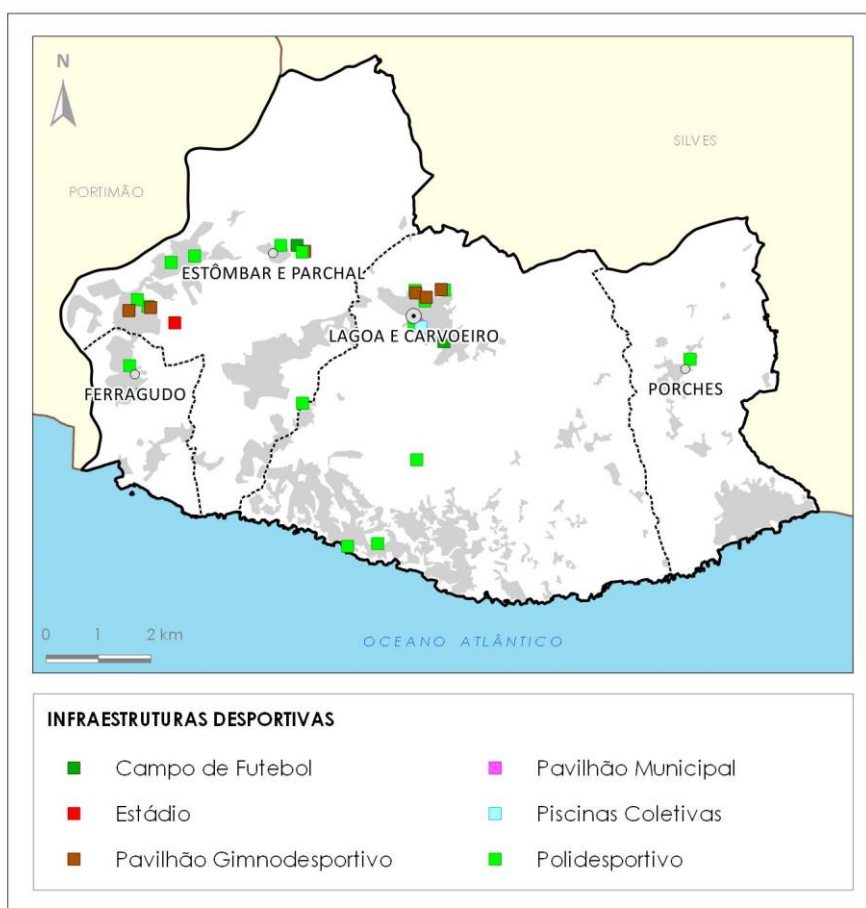 N
SILVES
PORTIMÃO
ESTÔMBAR E PARCHAL
LAGOA E CARVOEIRO
FERRAGUDO
PORCHES
0 1 2 km
OCEANO ATLÂNTICO
INFRAESTRUTURAS DESPORTIVAS
Campo de Futebol
Pavilhão Municipal
Estádio
Piscinas Coletivas
Pavilhão Gimnodesportivo
Polidesportivo